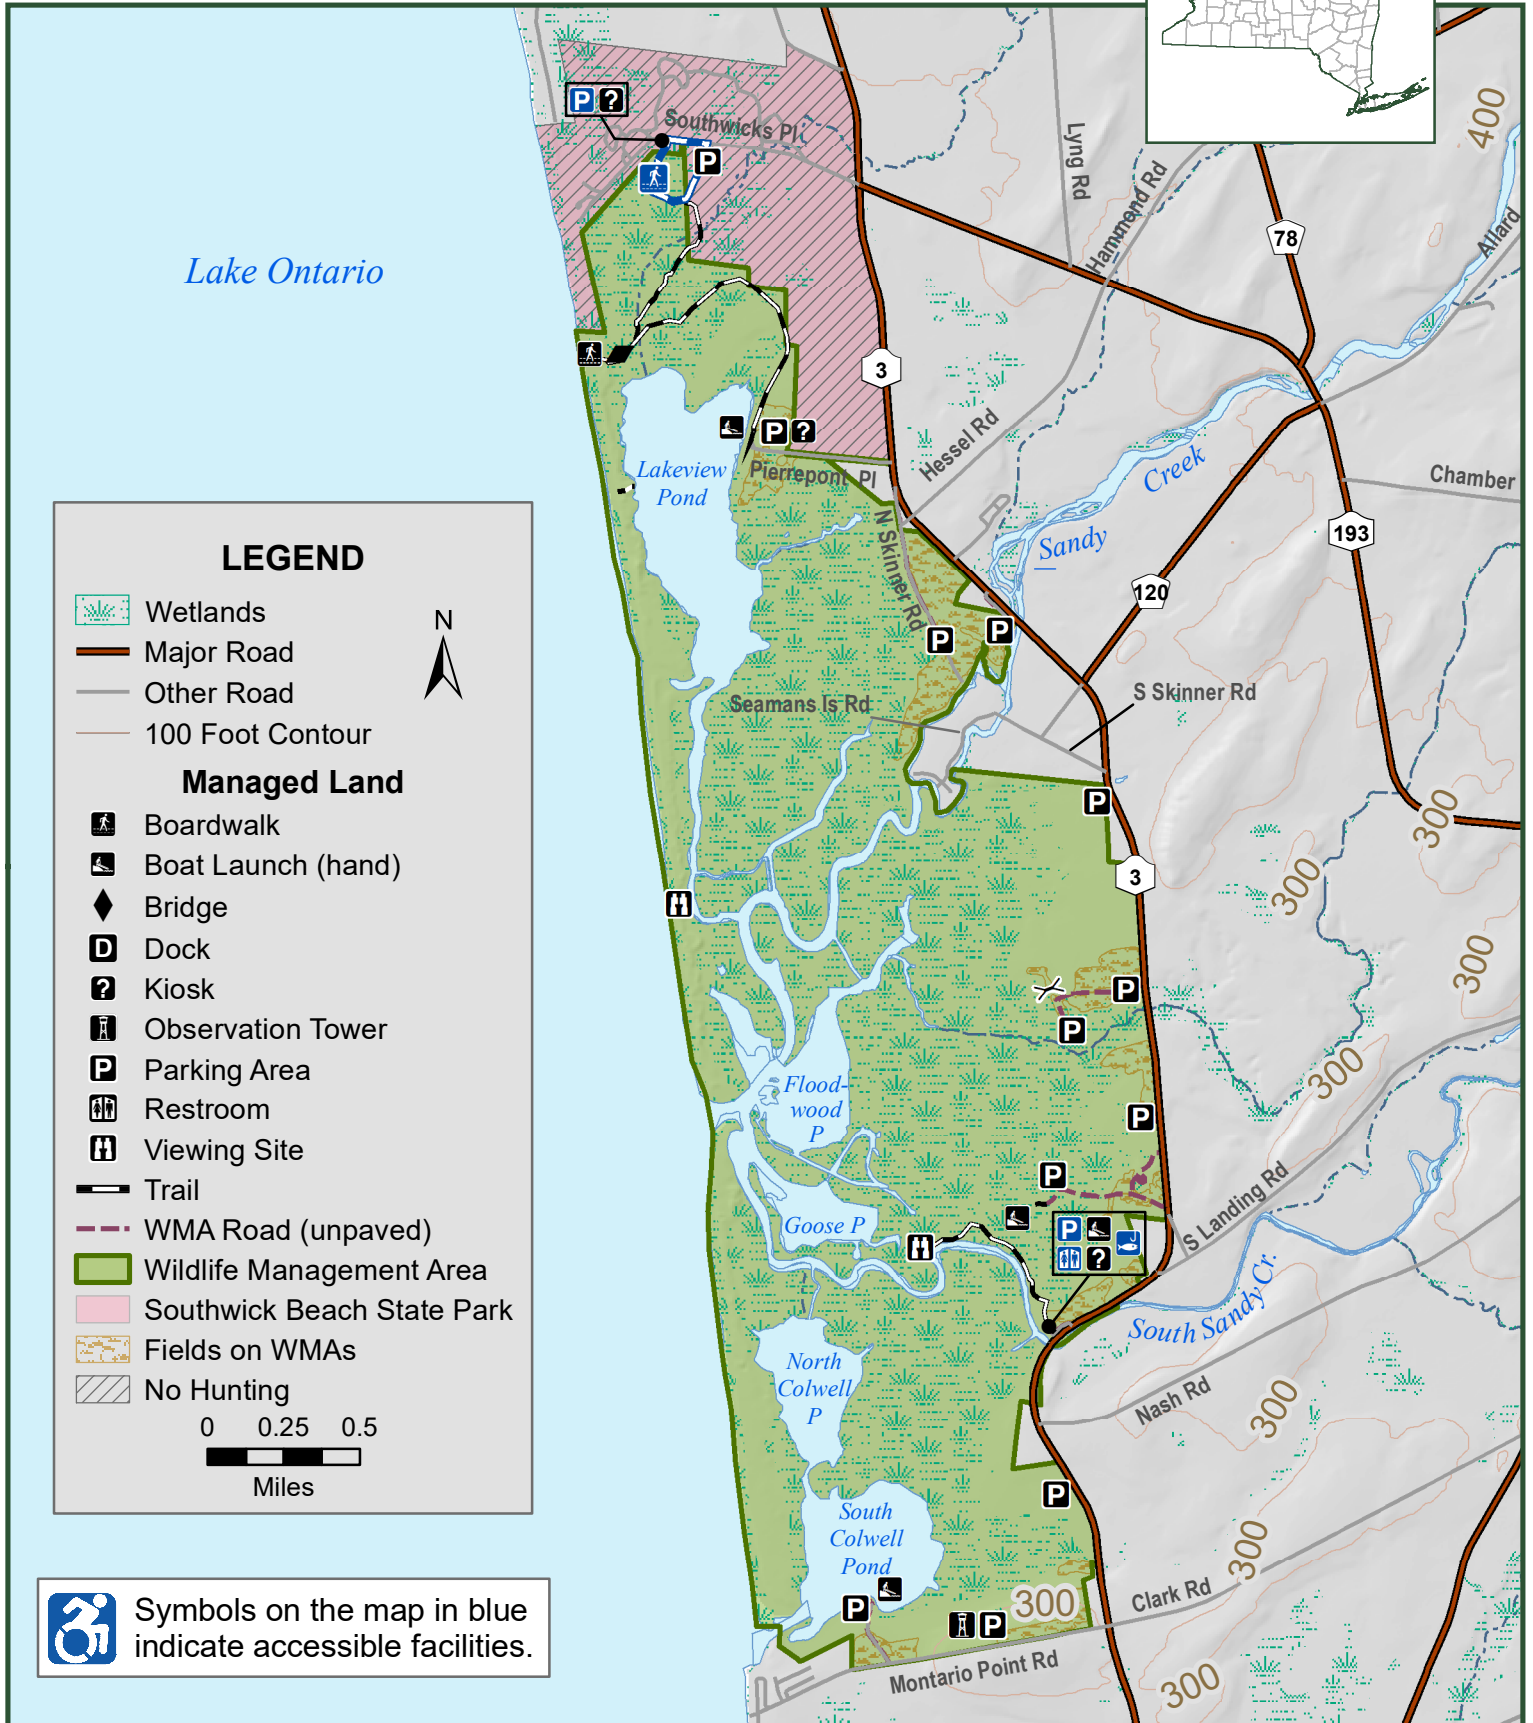 400
P ?
Southwicks Pl
P
Lyng Rd
Hammond Rd
78
Allard
Lake Ontario
3
P ?
Hessel Rd
Lakeview
Pond
Pierrepont Pl
Creek
Chamber
N Skinner Rd
Sandy
193
120
P
P
Seamans Is Rd
S Skinner Rd
P
300
3
300
300
P
P
300
Flood-
wood
P
P
P
S Landing Rd
Goose P
P
?
South Sandy Cr.
North
Colwell
P
Nash Rd
300
P
South
Colwell
Pond
300
Clark Rd
P
P
300
Montario Point Rd
300
LEGEND
Wetlands
Major Road
N
Other Road
100 Foot Contour
Managed Land
Boardwalk
Boat Launch (hand)
Bridge
D Dock
? Kiosk
Observation Tower
P Parking Area
Restroom
Viewing Site
Trail
WMA Road (unpaved)
Wildlife Management Area
Southwick Beach State Park
Fields on WMAs
No Hunting
0 0.25 0.5
Miles
Symbols on the map in blue
indicate accessible facilities.